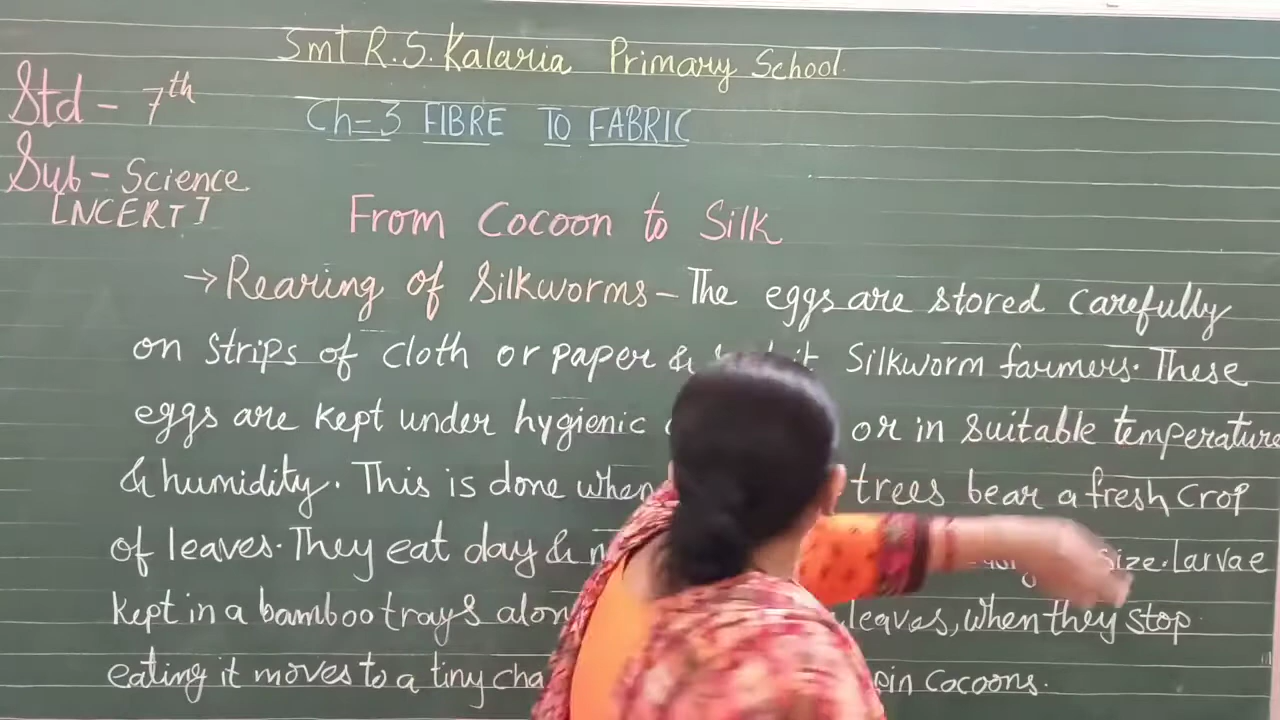 Smt R.S. Kalaria Primary School.
Std - 7th
Ch=3 FIBRE TO FABRIC
Sub - Science
[NCERT]
From Cocoon to Silk
→ Rearing of Silkworms - The eggs are stored carefully
on strips of cloth or paper & Silkworm farmers. These
eggs are kept under hygienic or in suitable temperature
& humidity. This is done when trees bear a fresh crop
of leaves. They eat day & size. Larvae
kept in a bamboo trays leaves, when they stop
eating it moves to a tiny cocoons.